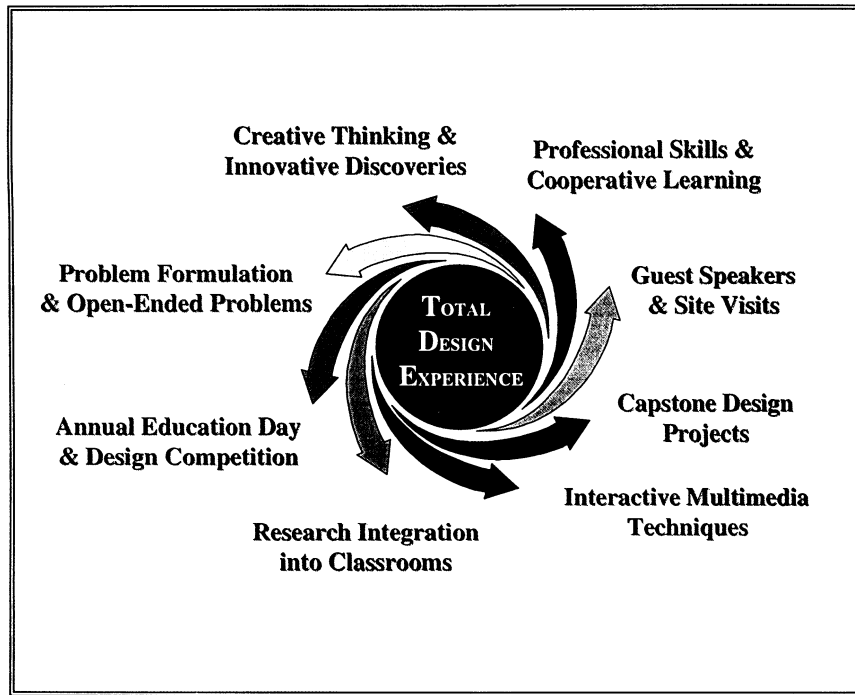 Creative Thinking &
Innovative Discoveries
Professional Skills &
Cooperative Learning
Problem Formulation
& Open-Ended Problems
Guest Speakers
& Site Visits
TOTAL
DESIGN
EXPERIENCE
Annual Education Day
& Design Competition
Capstone Design
Projects
Interactive Multimedia
Techniques
Research Integration
into Classrooms